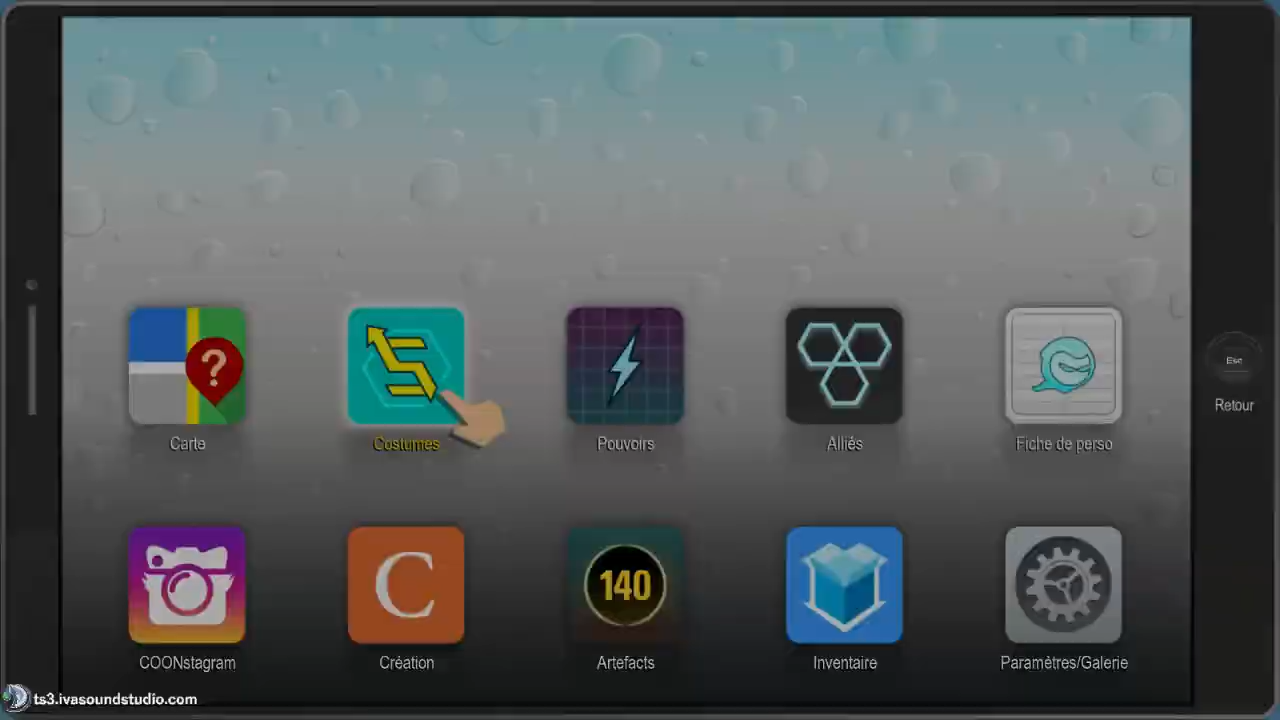 ?
Carte
Costumes
Pouvoirs
Alliés
Fiche de perso
Esc
Retour
COONstagram
C
Création
140
Artefacts
Inventaire
Paramètres/Galerie
ts3.ivasoundstudio.com